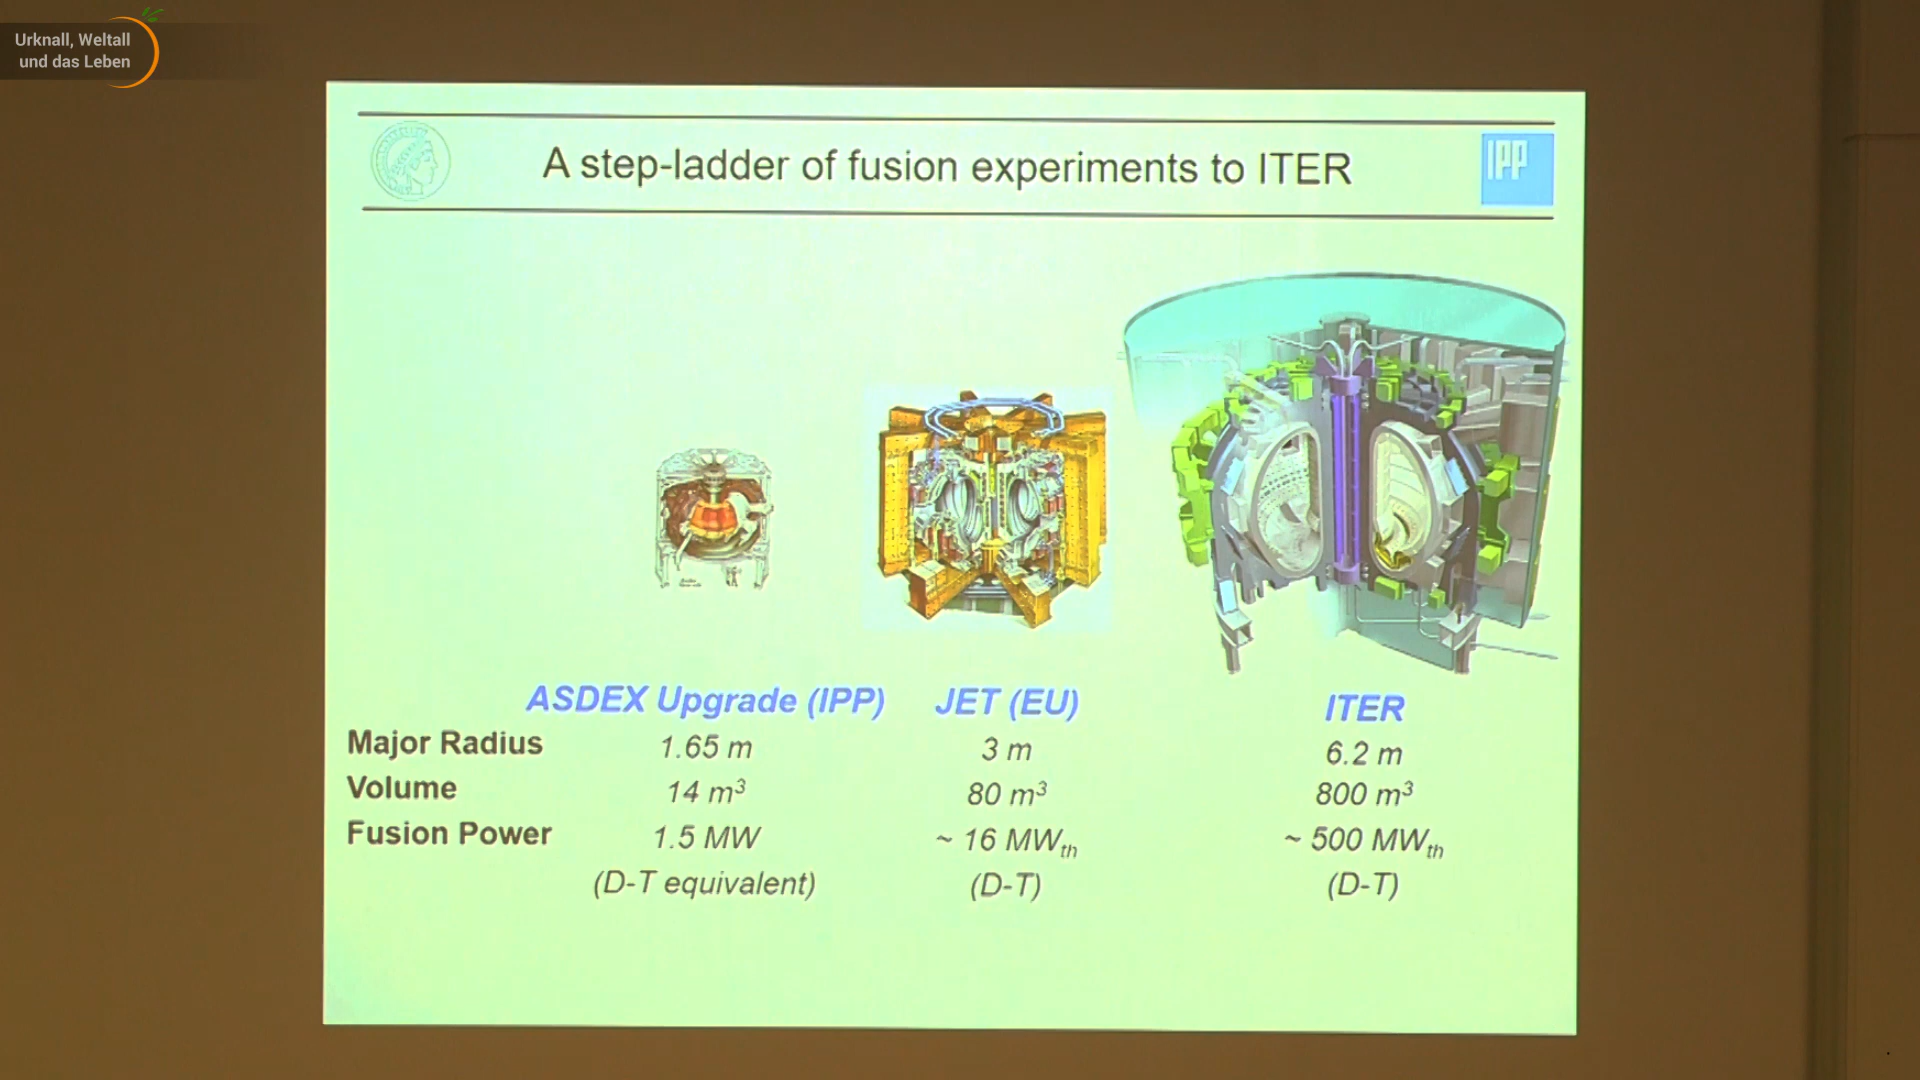 Urknall, Weltall
und das Leben
A step-ladder of fusion experiments to ITER
IPP
ASDEX Upgrade (IPP) JET (EU) ITER
Major Radius 1.65 m 3 m 6.2 m
Volume 14 m³ 80 m³ 800 m³
Fusion Power 1.5 MW ~ 16 MWth ~ 500 MWth
(D-T equivalent) (D-T) (D-T)